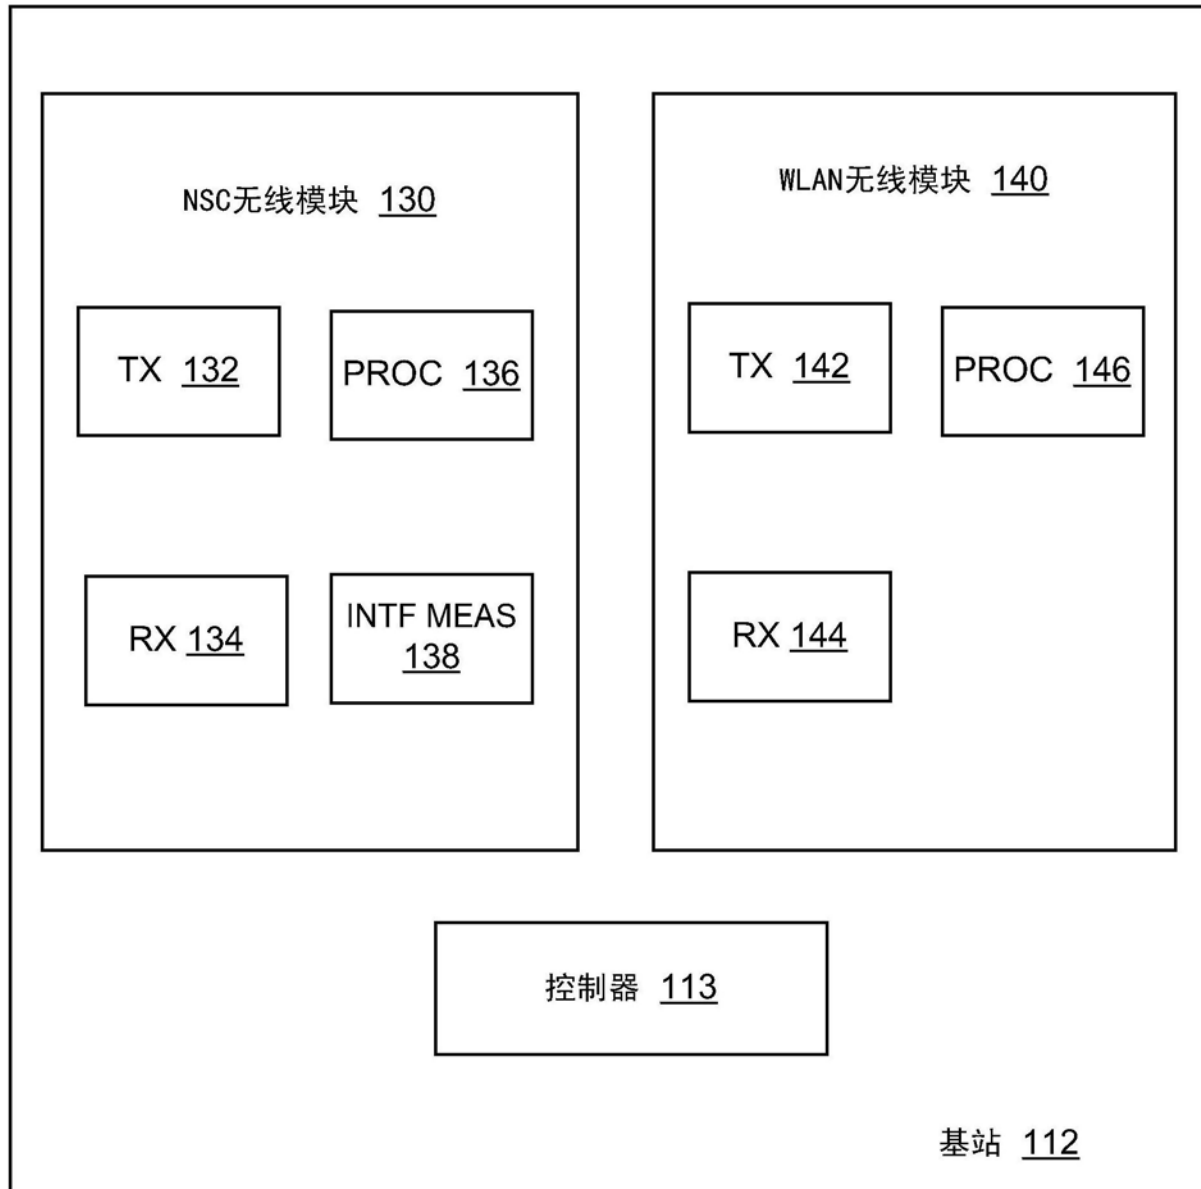 NSC无线模块 130
WLAN无线模块 140
TX 132
PROC 136
TX 142
PROC 146
RX 134
INTF MEAS
138
RX 144
控制器 113
基站 112